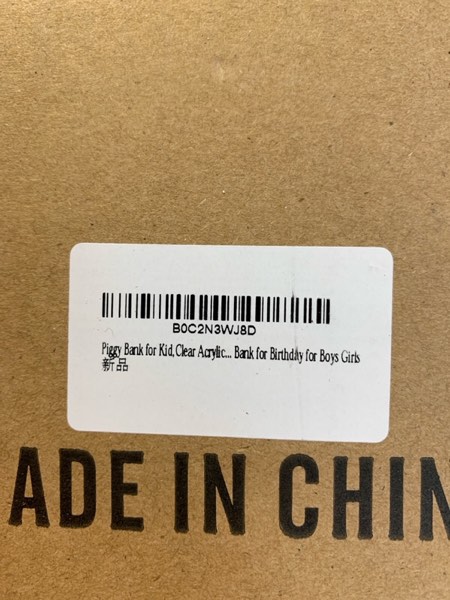 B0C2N3WJ8D
Piggy Bank for Kid,Clear Acrylic... Bank for Birthday for Boys Girls
新品
ADE IN CHIN